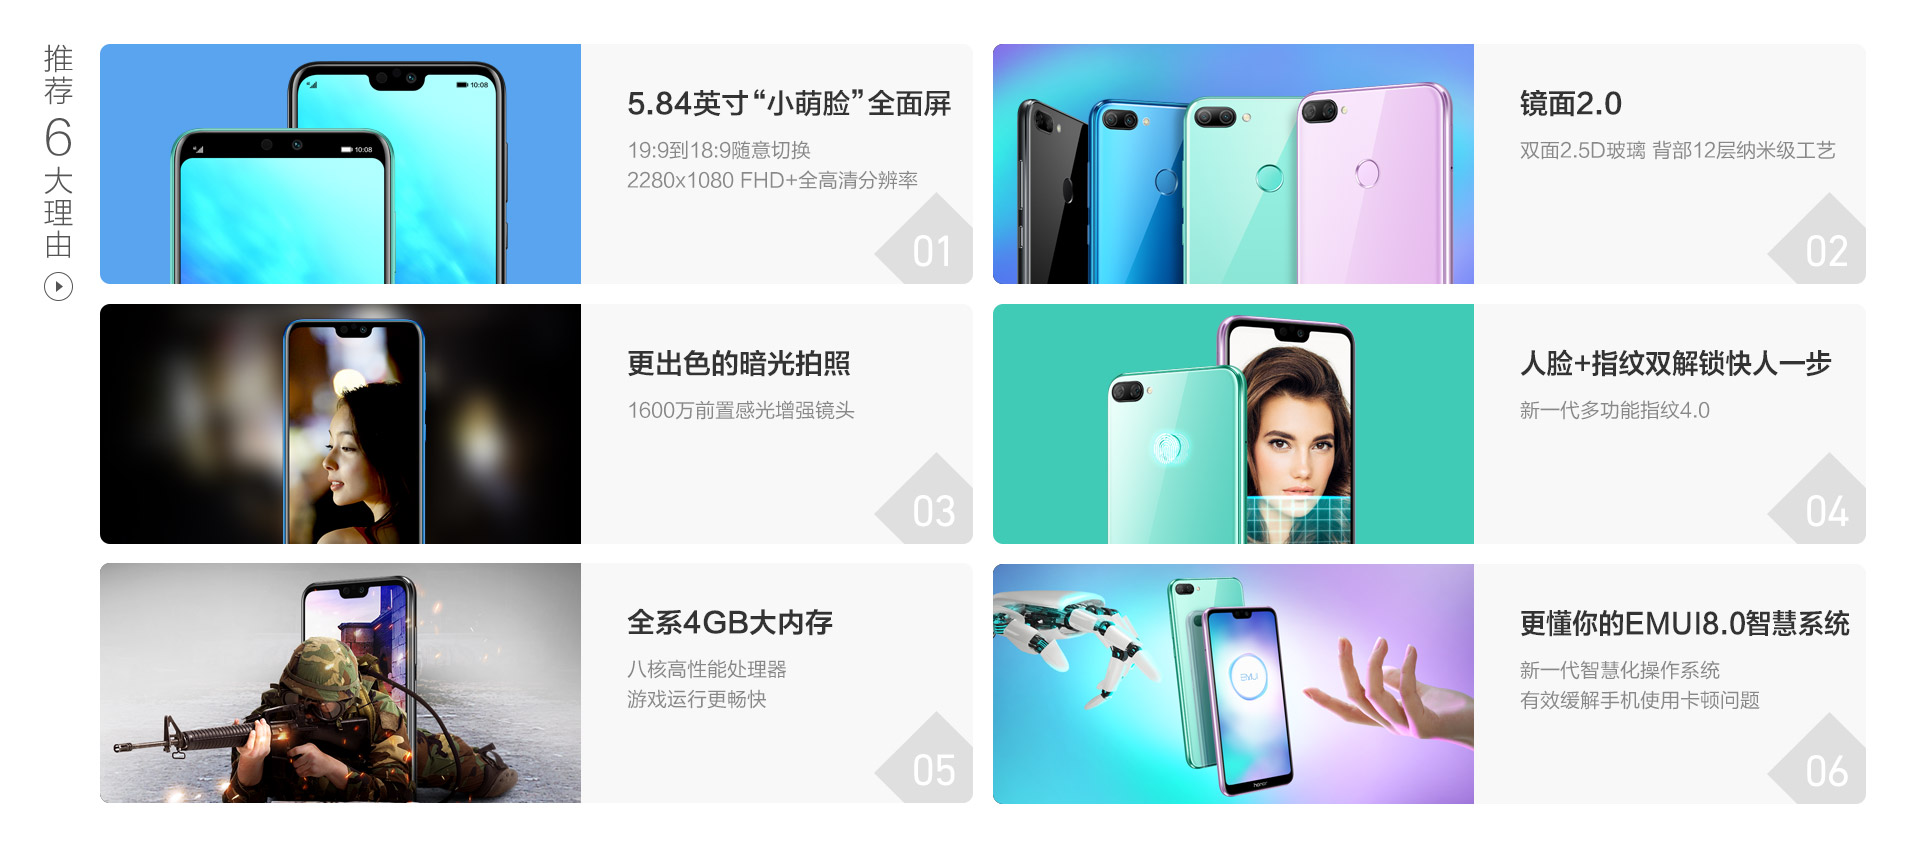 推荐6大理由
10:08
10:08
5.84英寸“小萌脸”全面屏
19:9到18:9随意切换
2280x1080 FHD+全高清分辨率
01
镜面2.0
双面2.5D玻璃 背部12层纳米级工艺
02
更出色的暗光拍照
1600万前置感光增强镜头
03
人脸+指纹双解锁快人一步
新一代多功能指纹4.0
04
全系4GB大内存
八核高性能处理器
游戏运行更畅快
05
EMUI
honor
更懂你的EMUI8.0智慧系统
新一代智慧化操作系统
有效缓解手机使用卡顿问题
06